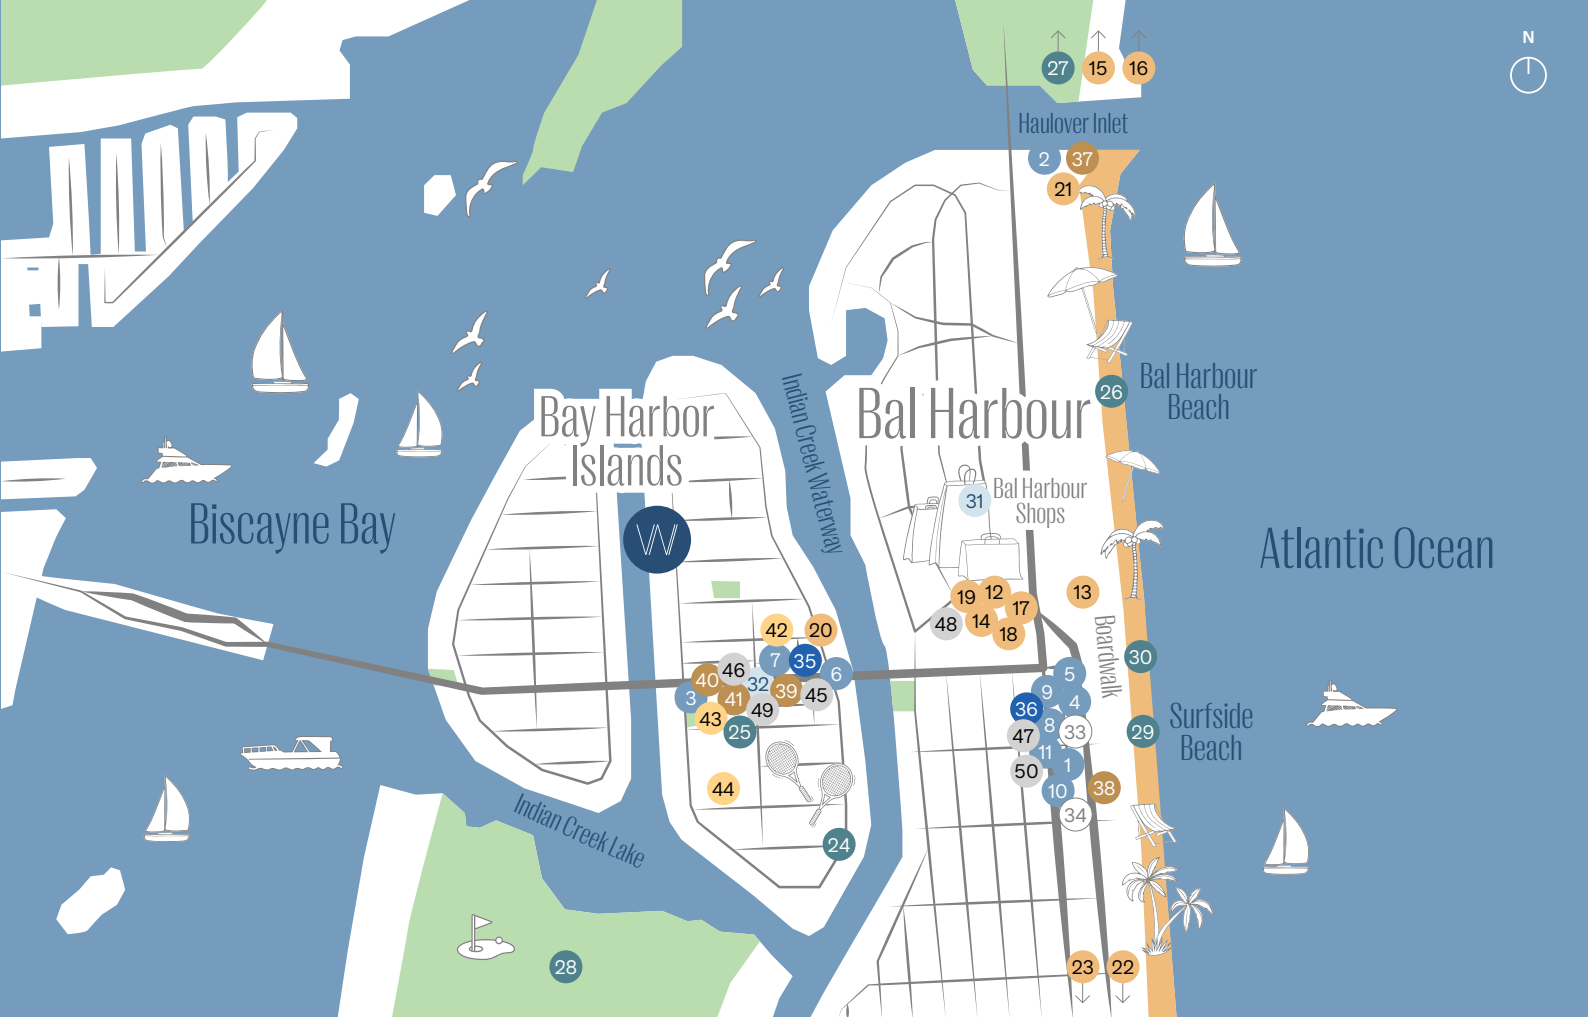 N
27 15 16
Haulover Inlet
2 37
21
26
Bal Harbour
Beach
Bay Harbor
Islands
Indian Creek Waterway
Bal Harbour
31
Bal Harbour
Shops
Biscayne Bay
W
Atlantic Ocean
19 12 17 13
48 14 18
Boardwalk
42 20
7 35 6
46
40 32 39 45
3 41 49
43 25
44
24
30
5
9 4
36 8 33
47 11 1
50 10 38
34
29
Surfside
Beach
Indian Creek Lake
28
23 22